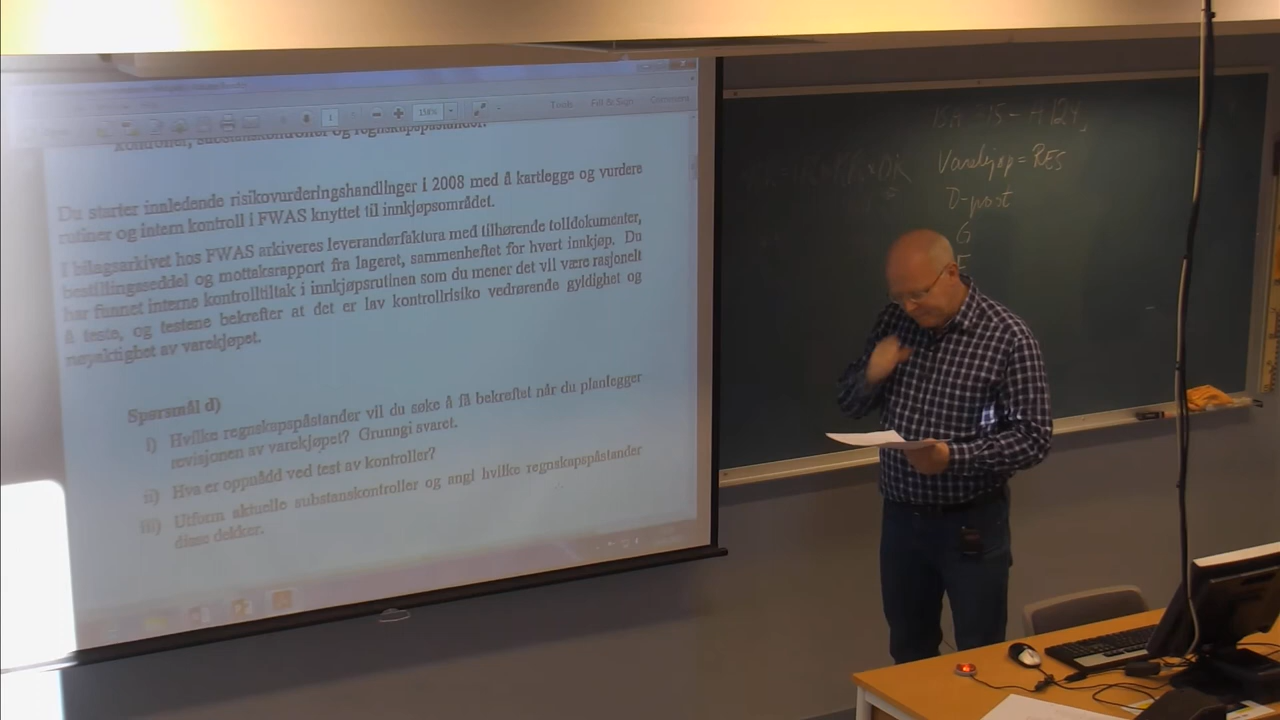 158%
Tools Fill & Sign Comments
kontroller, substanskontroller og regnskapspåstander.
Du starter innledende risikovurderingshandlinger i 2008 med å kartlegge og vurdere
rutiner og intern kontroll i FWAS knyttet til innkjøpsområdet.
I bilagsarkivet hos FWAS arkiveres leverandørfaktura med tilhørende tolldokumenter,
bestillingsseddel og mottaksrapport fra lageret, sammenheftet for hvert innkjøp. Du
har funnet interne kontrolltiltak i innkjøpsrutinen som du mener det vil være rasjonelt
å teste, og testene bekrefter at det er lav kontrollrisiko vedrørende gyldighet og
nøyaktighet av varekjøpet.
Spørsmål d)
i) Hvilke regnskapspåstander vil du søke å få bekreftet når du planlegger
revisjonen av varekjøpet? Grunngi svaret.
ii) Hva er oppnådd ved test av kontroller?
iii) Utform aktuelle substanskontroller og angi hvilke regnskapspåstander
disse dekker.
Varekjøp = RES
D-post
G